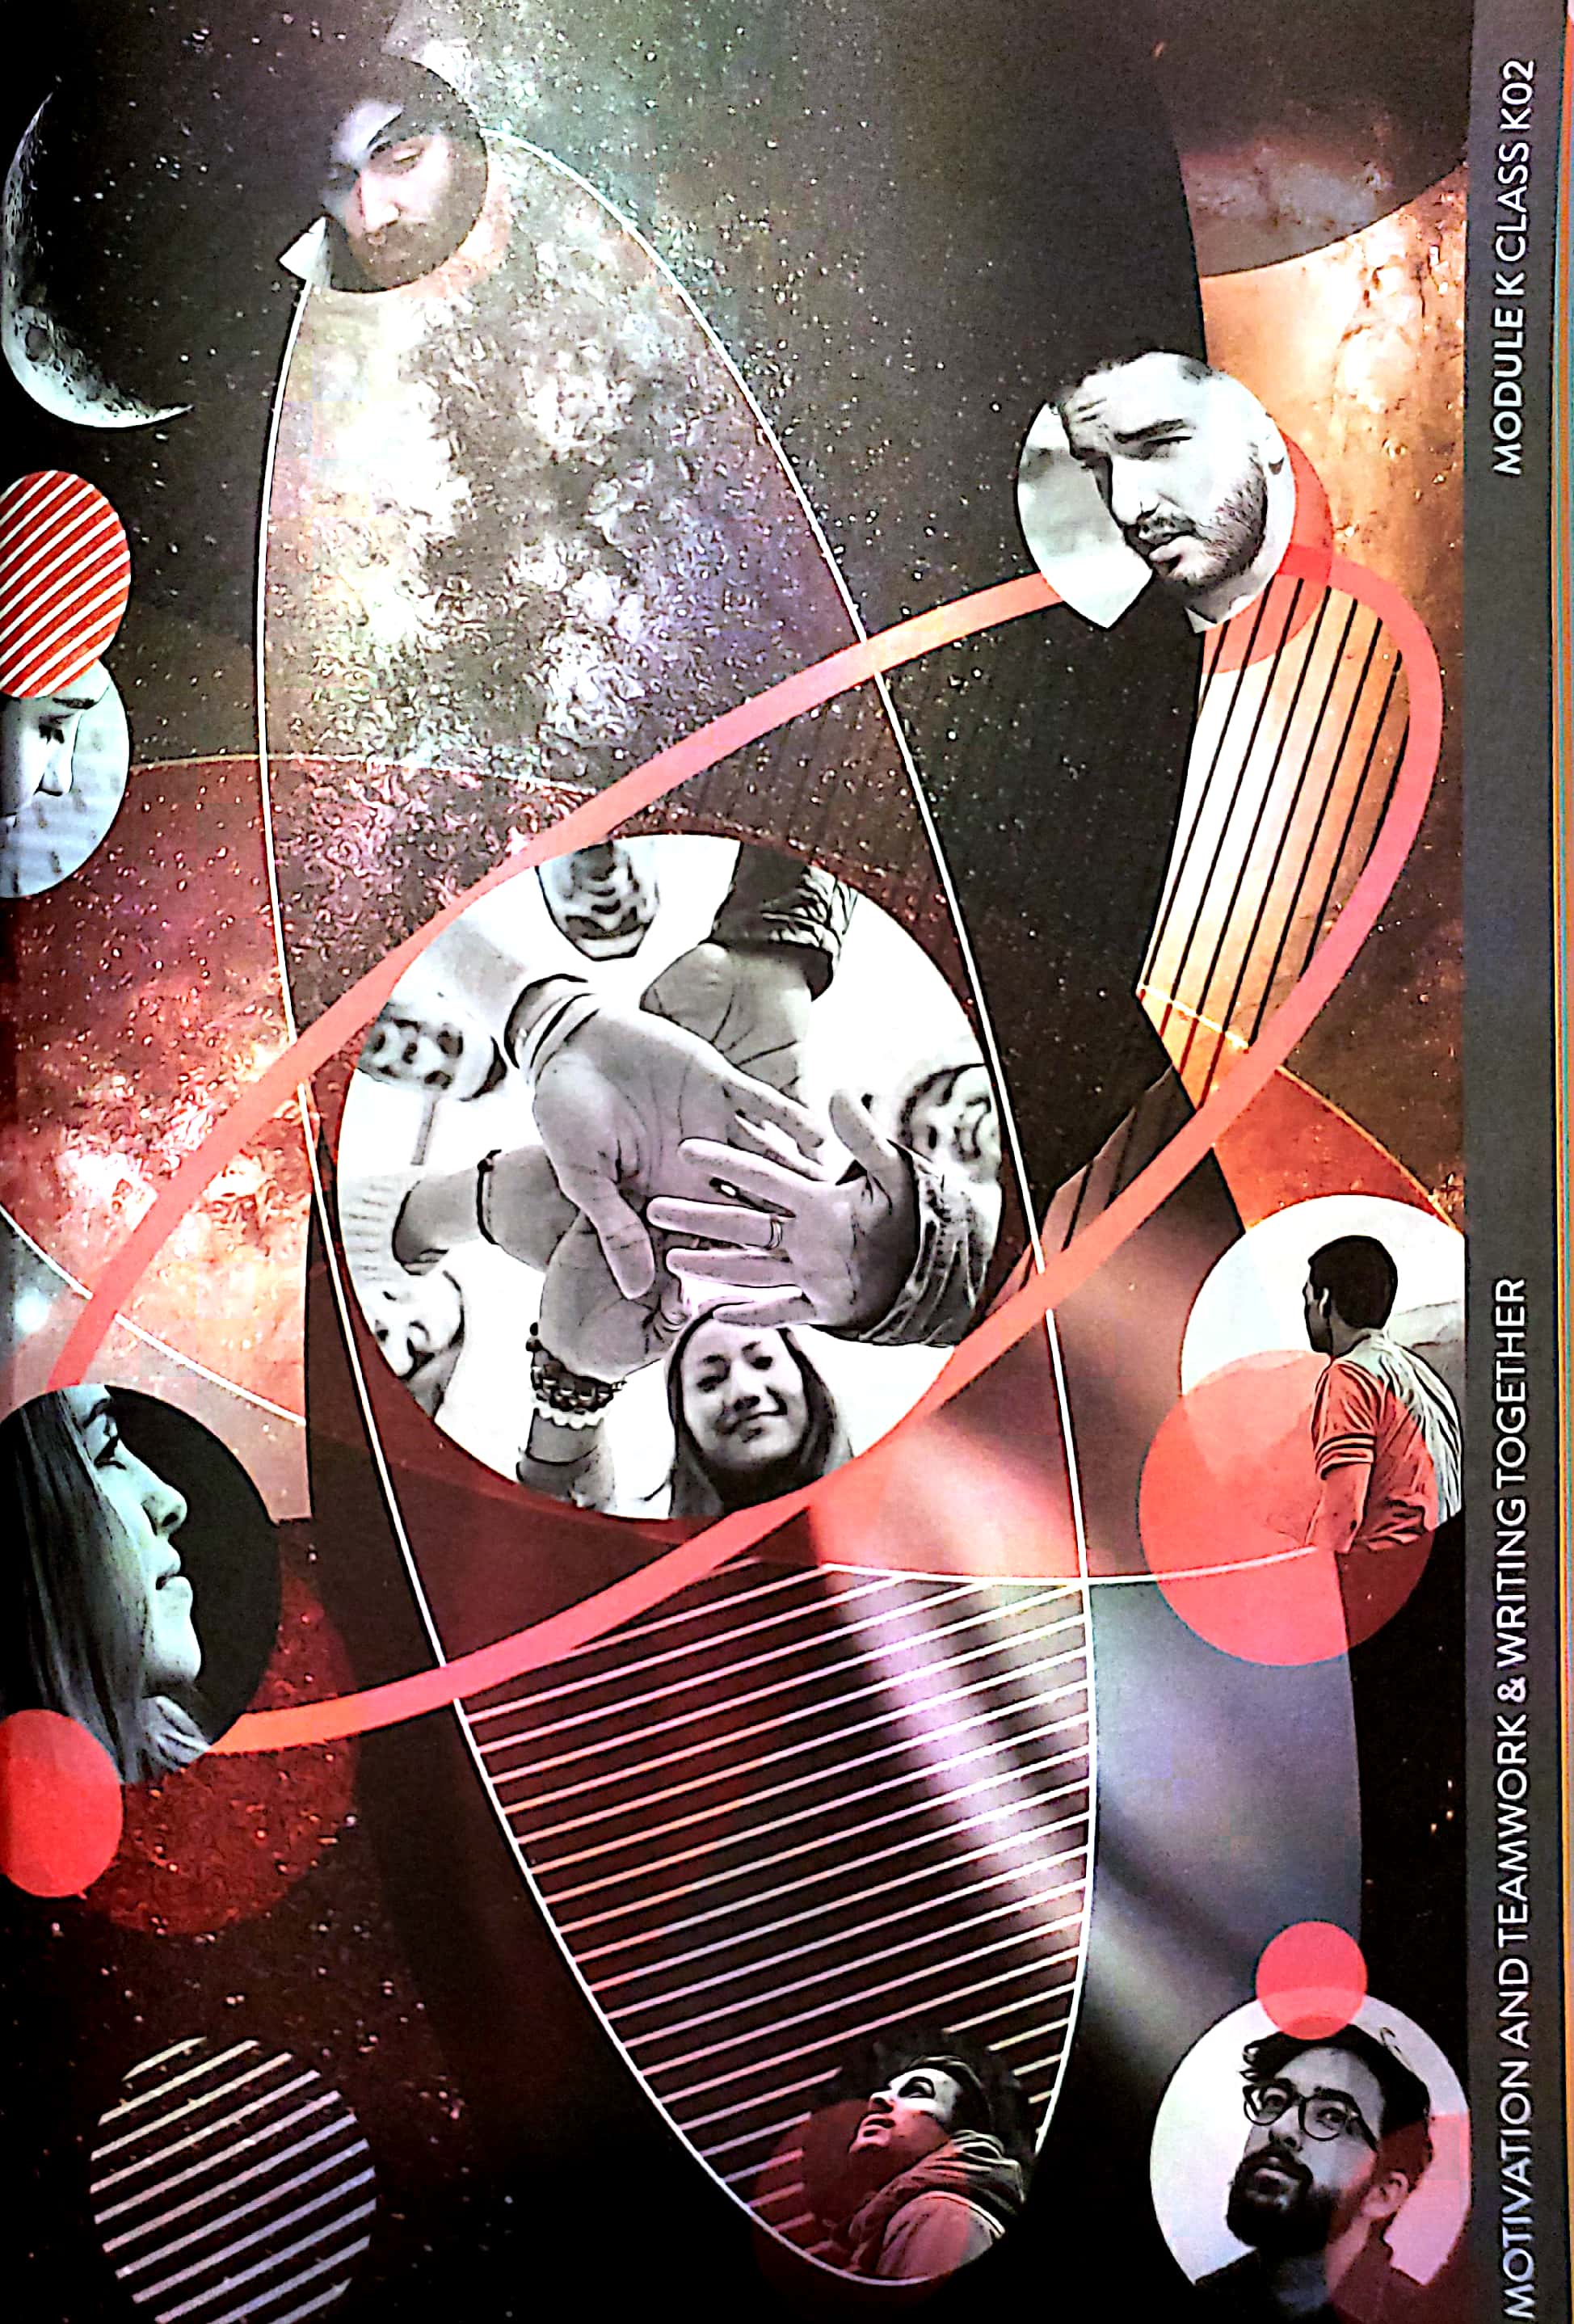 MOTIVATION AND TEAMWORK & WRITING TOGETHER
MODULE K CLASS K02